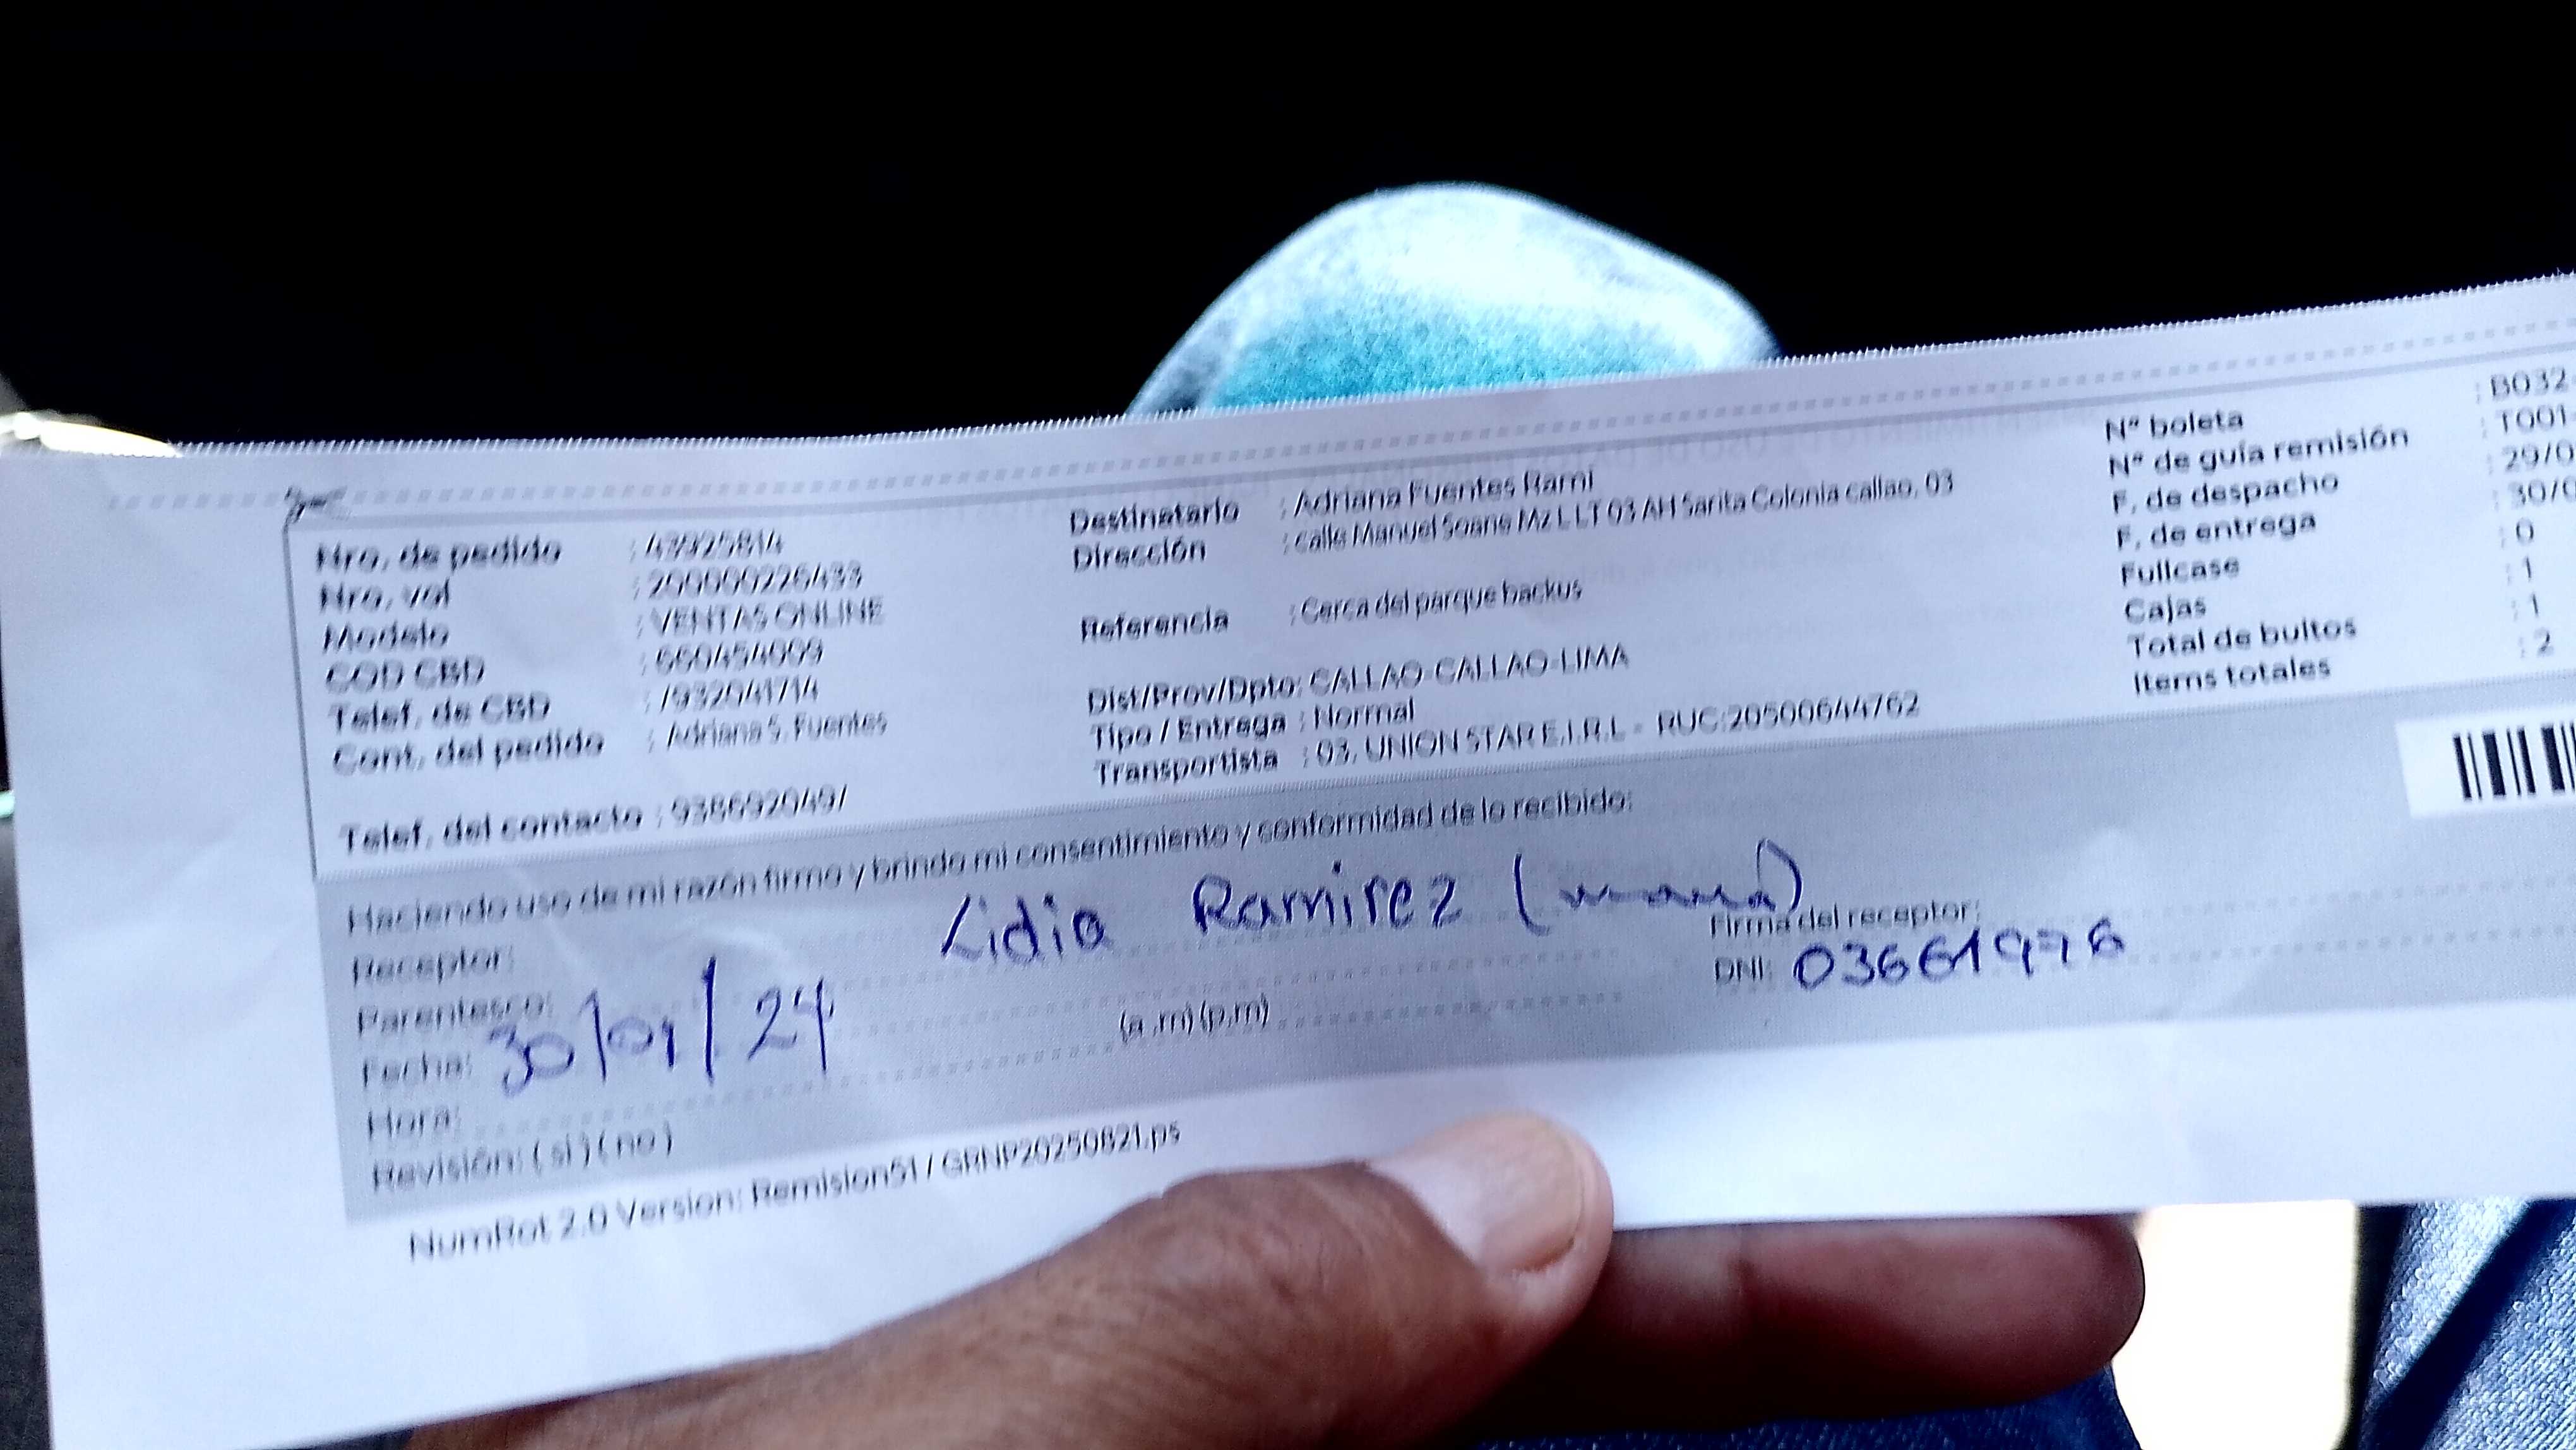 Nro. de pedido : 43925814
Nro. vol : 200000226433
Modelo : VENTAS ONLINE
COD CBD : 660454009
Telef. de CBD : /932041714
Cont. del pedido : Adriana S. Fuentes
Telef. del contacto : 938692049/
Destinatario : Adriana Fuentes Rami
Dirección : calle Manuel Soane Mz L LT 03 AH Sarita Colonia callao, 03
Referencia : Cerca del parque backus
Dist/Prov/Dpto: CALLAO-CALLAO-LIMA
Tipo / Entrega : Normal
Transportista : 03. UNION STAR E.I.R.L - RUC:20500644762
N° boleta : B032-
N° de guía remisión : T001-
F. de despacho : 29/0
F. de entrega : 30/0
Fullcase : 0
Cajas : 1
Total de bultos : 1
Items totales : 2
Haciendo uso de mi razón firmo y brindo mi consentimiento y conformidad de lo recibido:
Receptor: Lidia Ramirez (mamá)
Parentesco:
Fecha: 30/01/24
Hora: (a.m) (p.m)
Revisión: (si) (no)
Firma del receptor:
DNI:
NumRot 2.0 Version: Remision51 / GRNP20250821.ps